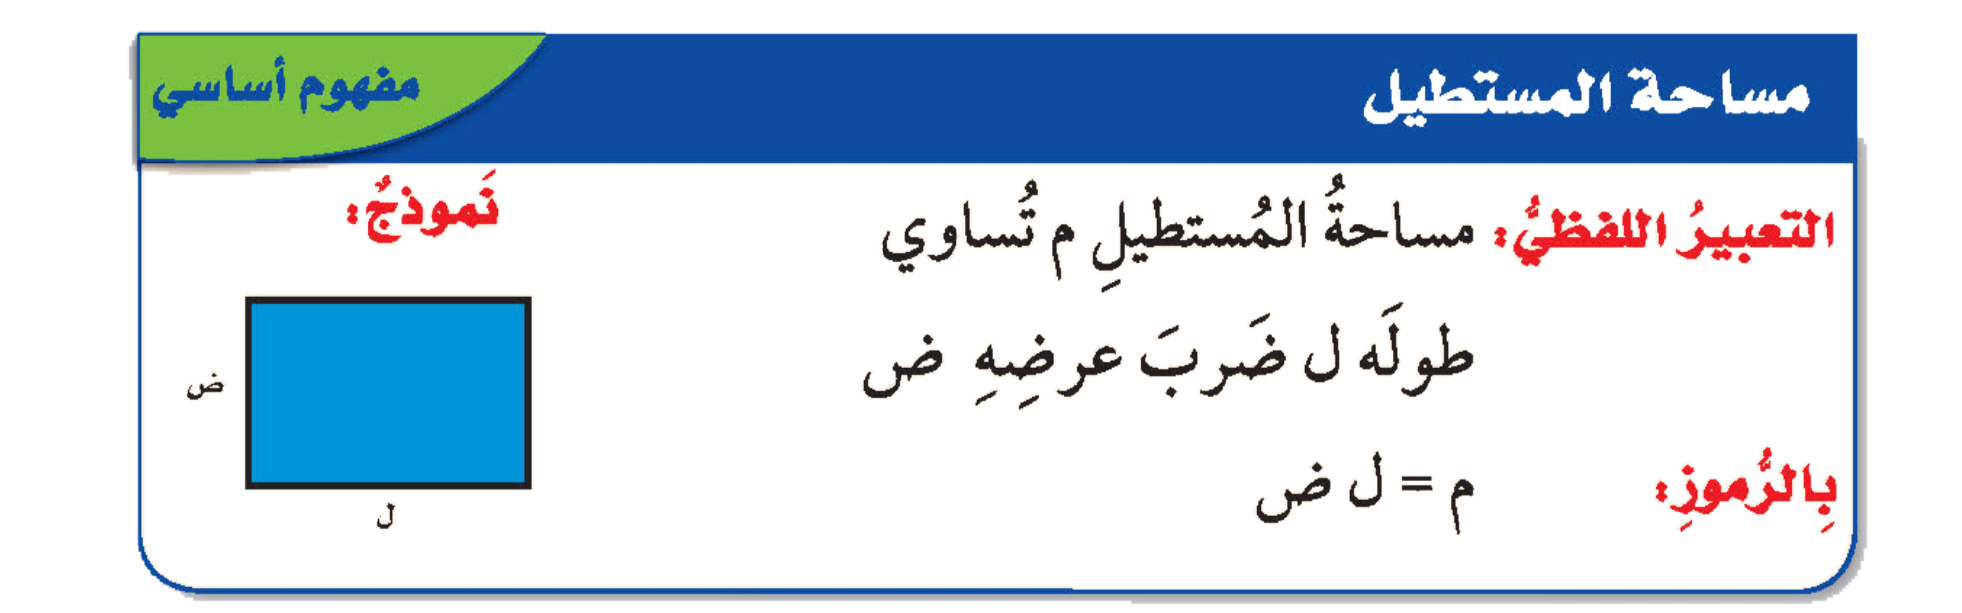 مساحة المستطيل
مفهوم أساسي
التعبيرُ اللفظيُّ: مساحةُ المُستطيلِ م تُساوي
طولَه ل ضَربَ عرضِهِ ض
بِالرُّموزِ: م = ل ض
نَموذجٌ:
ض
ل